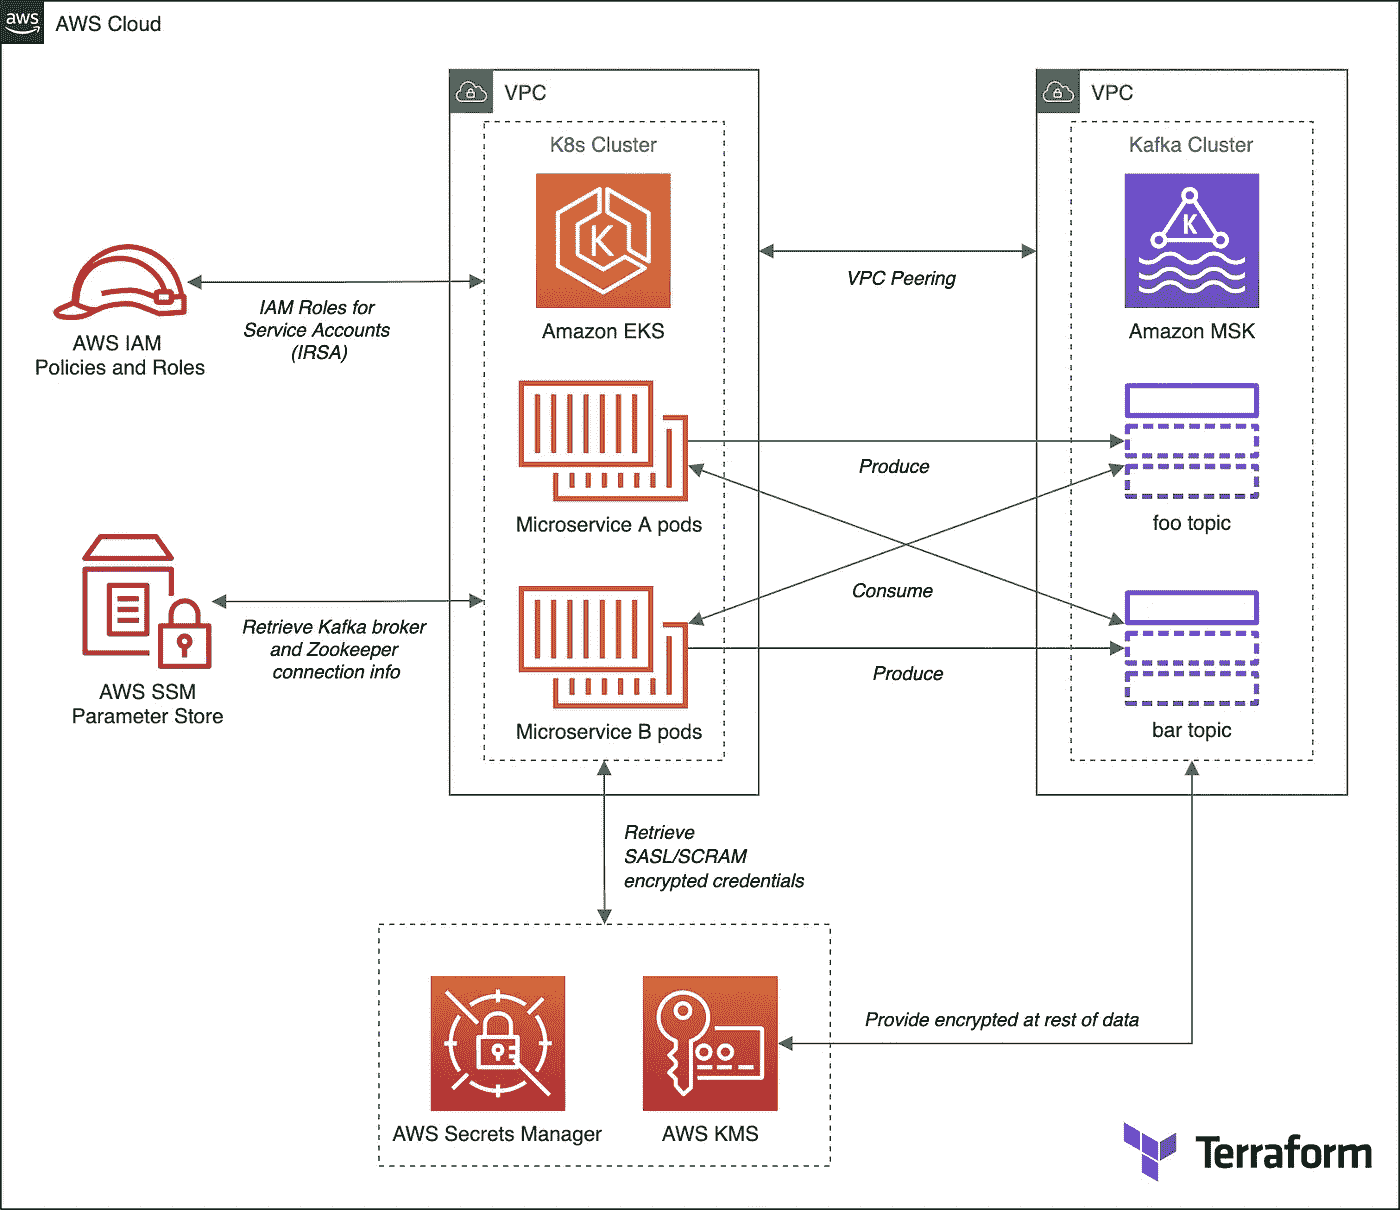 aws
AWS Cloud
VPC
K8s Cluster
K
Amazon EKS
VPC
Kafka Cluster
K
Amazon MSK
VPC Peering
AWS IAM
Policies and Roles
IAM Roles for
Service Accounts
(IRSA)
Microservice A pods
Produce
foo topic
Consume
AWS SSM
Parameter Store
Retrieve Kafka broker
and Zookeeper
connection info
Microservice B pods
Produce
bar topic
Retrieve
SASL/SCRAM
encrypted credentials
AWS Secrets Manager
AWS KMS
Provide encrypted at rest of data
Terraform